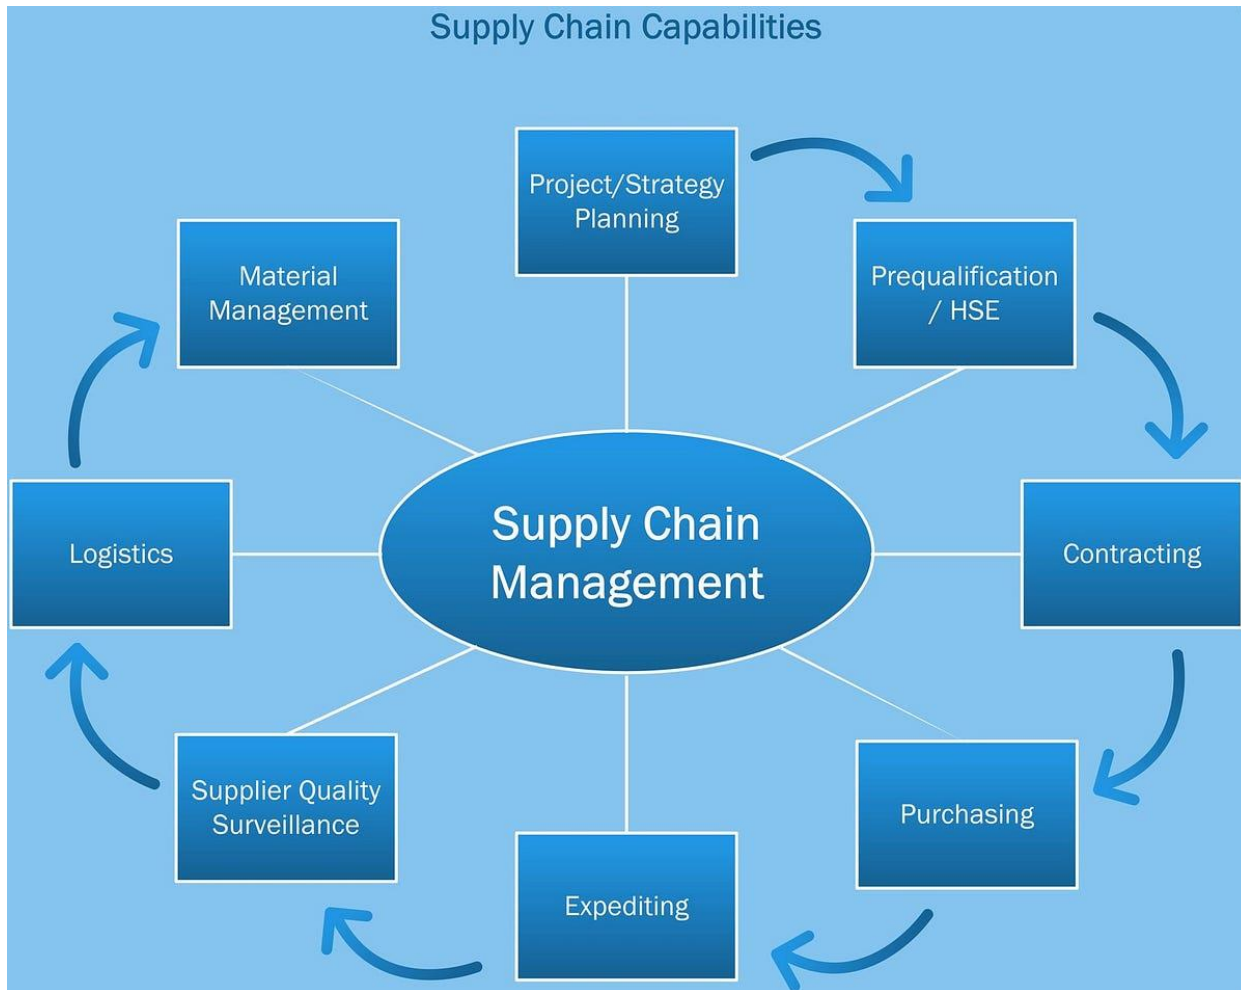 Supply Chain Capabilities
Project/Strategy
Planning
Prequalification
/ HSE
Contracting
Purchasing
Expediting
Supplier Quality
Surveillance
Logistics
Material
Management
Supply Chain
Management